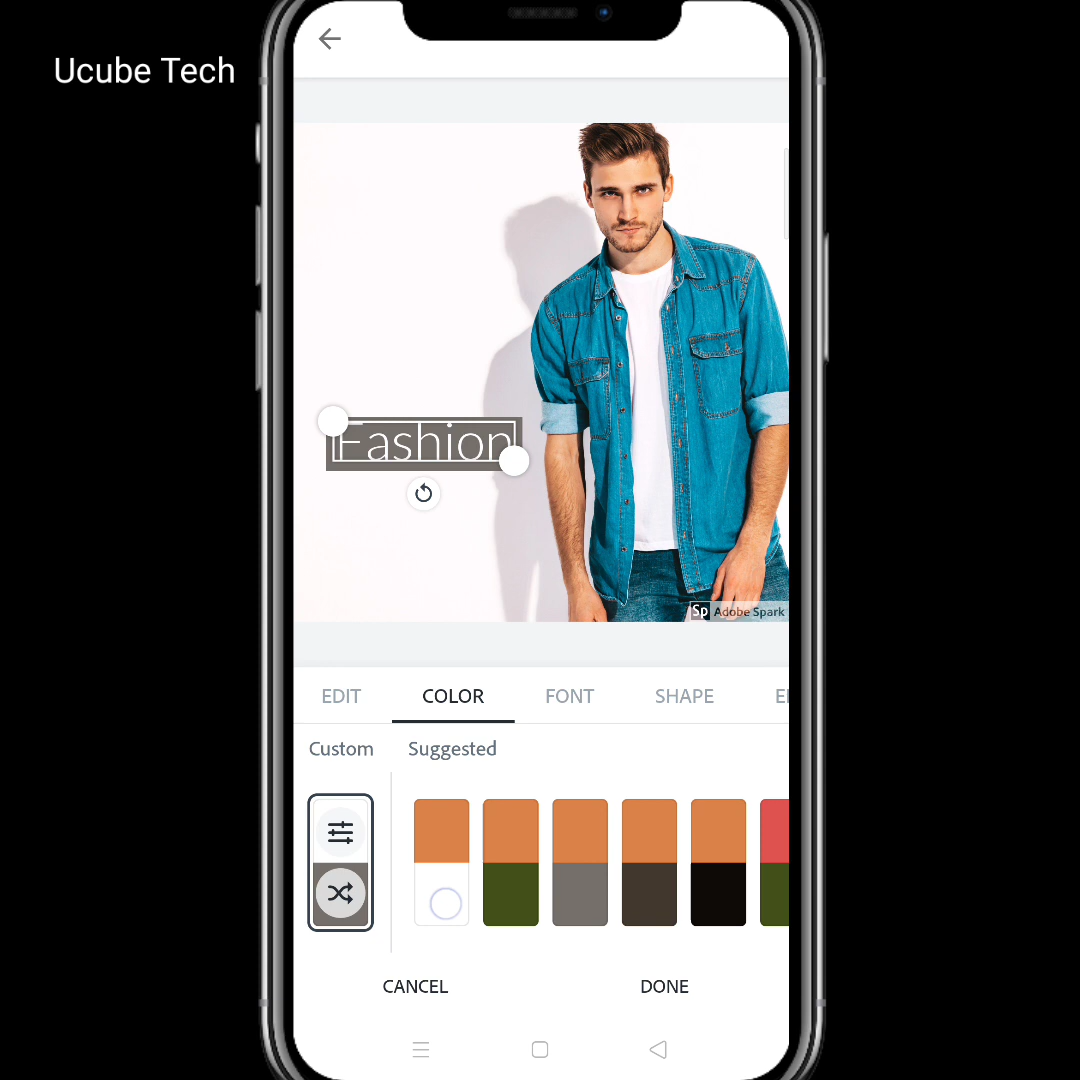 Ucube Tech
Fashion
Sp Adobe Spark
EDIT COLOR FONT SHAPE
Custom Suggested
CANCEL DONE